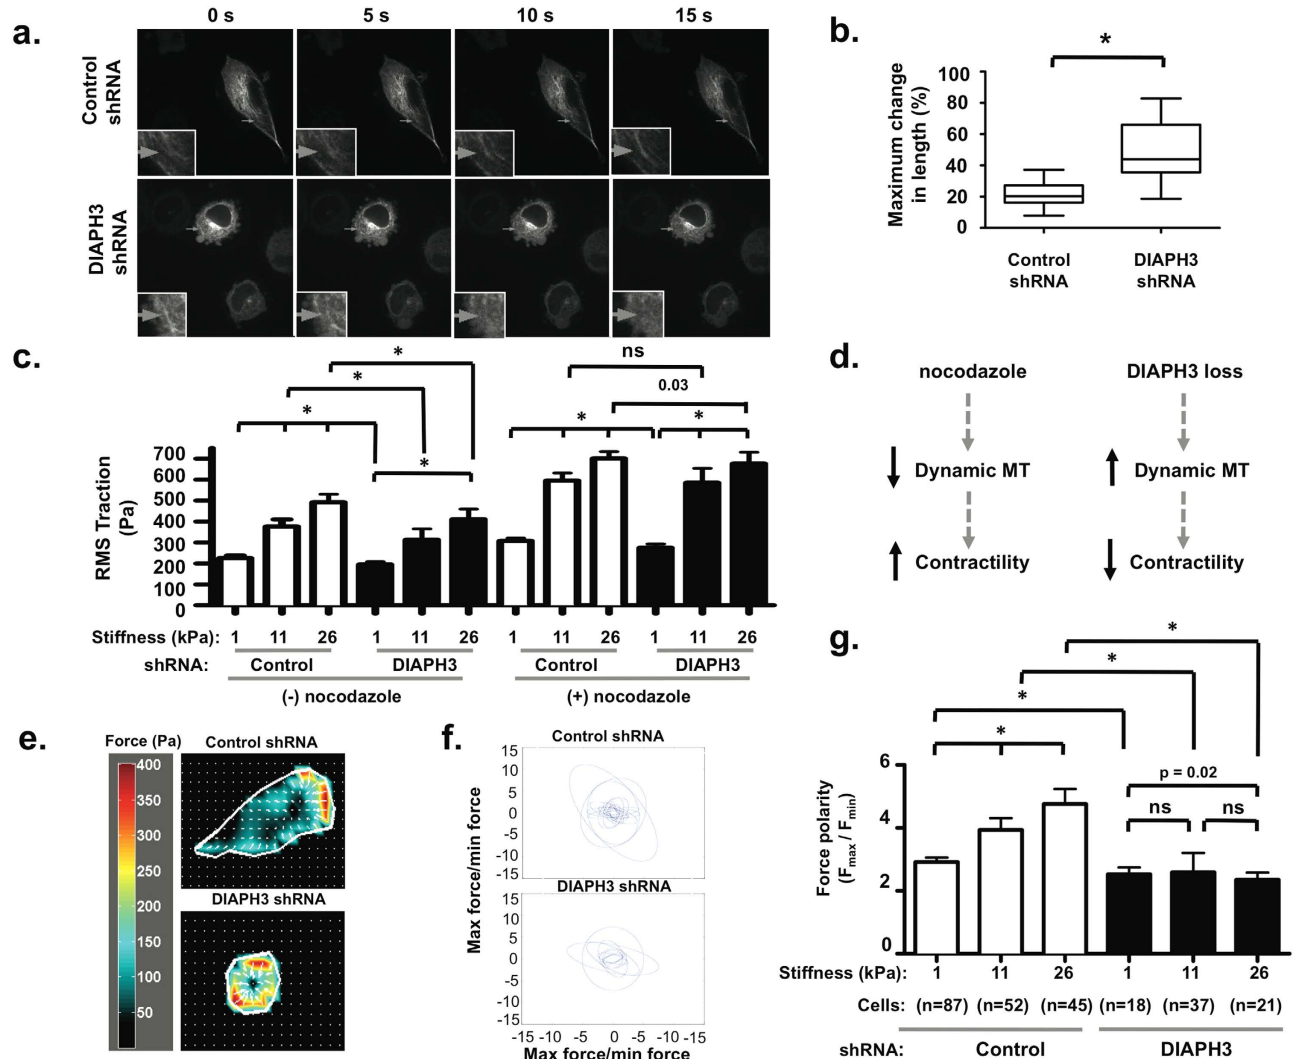 a.
0 s 5 s 10 s 15 s
Control
shRNA
DIAPH3
shRNA
b.
*
Maximum change
in length (%)
100
80
60
40
20
0
Control
shRNA
DIAPH3
shRNA
c.
* * * *
ns
0.03
* *
RMS Traction
(Pa)
700
600
500
400
300
200
100
0
Stiffness (kPa): 1 11 26 1 11 26 1 11 26 1 11 26
shRNA: Control DIAPH3 Control DIAPH3
(-) nocodazole (+) nocodazole
d.
nocodazole DIAPH3 loss
Dynamic MT Dynamic MT
Contractility Contractility
e.
Force (Pa)
Control shRNA
400
350
300
250
200
150
100
50
DIAPH3 shRNA
f.
Control shRNA
15
10
5
0
-5
-10
-15
DIAPH3 shRNA
15
10
5
0
-5
-10
-15
-15 -10 -5 0 -5 -10 -15
Max force/min force
Max force/min force
g.
*
*
*
*
p = 0.02
ns ns
Force polarity
(Fmax / Fmin)
6
4
2
0
Stiffness (kPa): 1 11 26 1 11 26
Cells: (n=87) (n=52) (n=45) (n=18) (n=37) (n=21)
shRNA: Control DIAPH3